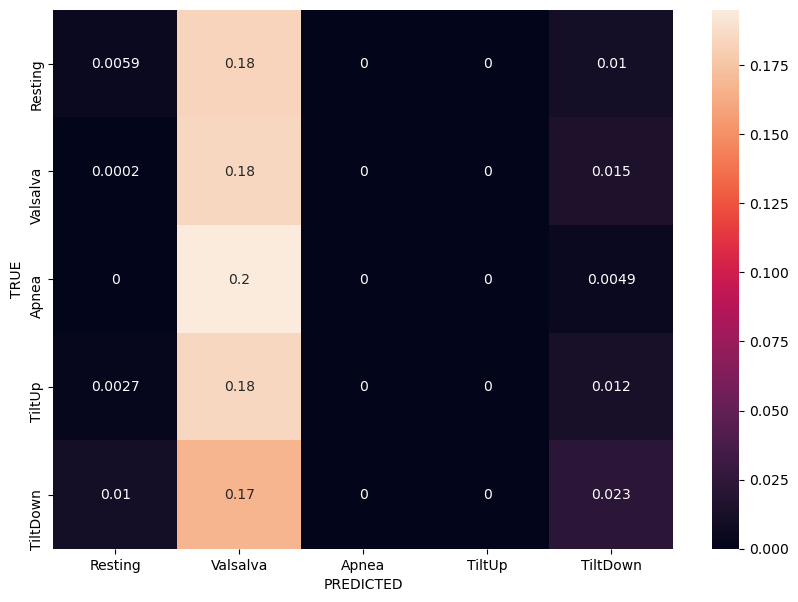 Resting 0.0059 0.18 0 0 0.01
Valsalva 0.0002 0.18 0 0 0.015
Apnea 0 0.2 0 0 0.0049
TiltUp 0.0027 0.18 0 0 0.012
TiltDown 0.01 0.17 0 0 0.023
TRUE
Resting Valsalva Apnea TiltUp TiltDown
PREDICTED
0.175
0.150
0.125
0.100
0.075
0.050
0.025
0.000